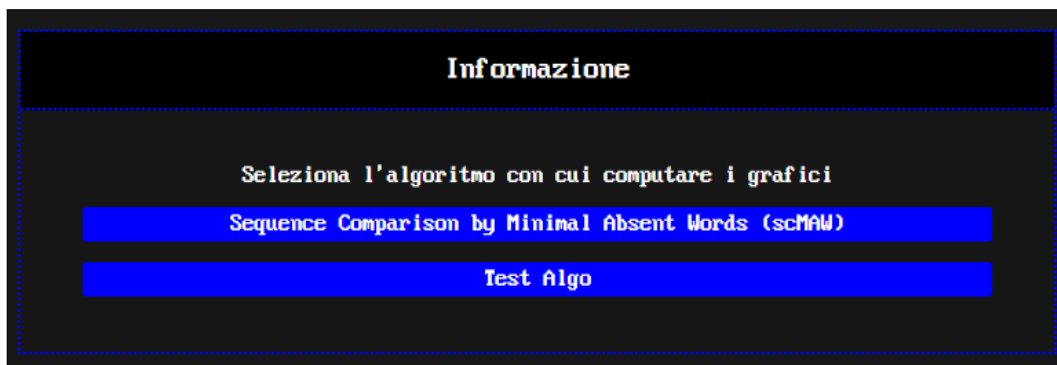 Informazione
Seleziona l'algoritmo con cui computare i grafici
Sequence Comparison by Minimal Absent Words (scMAW)
Test Algo